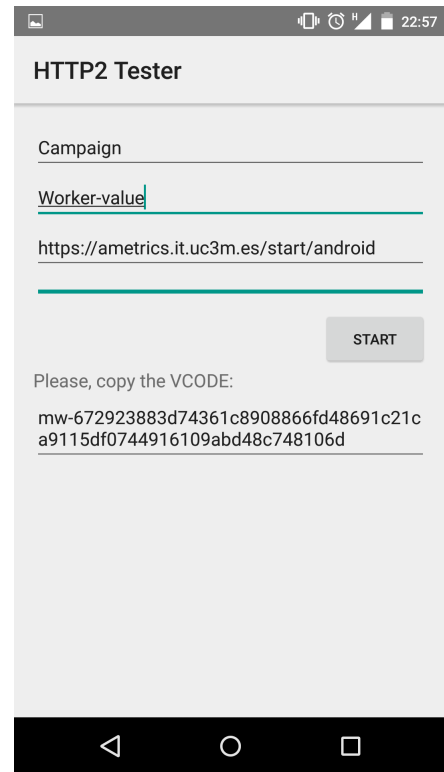 H
22:57
HTTP2 Tester
Campaign
Worker-value
https://ametrics.it.uc3m.es/start/android
START
Please, copy the VCODE:
mw-672923883d74361c8908866fd48691c21c
a9115df0744916109abd48c748106d